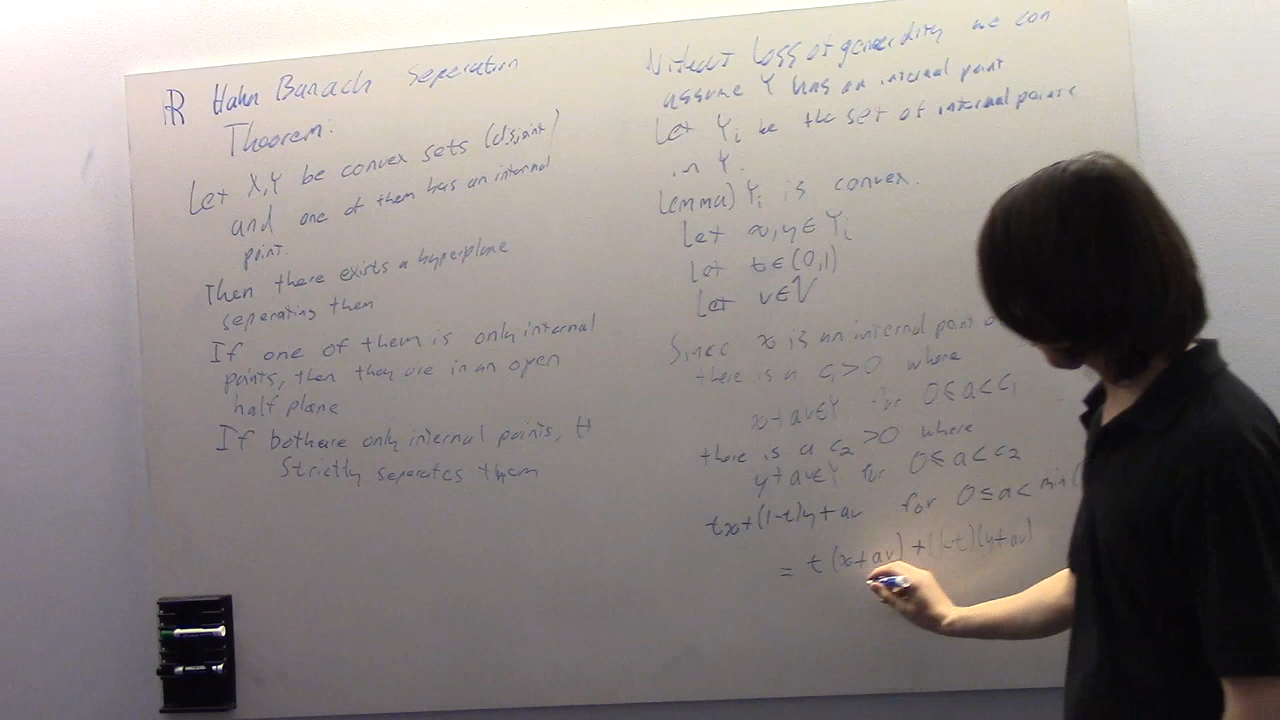 ℝ Hahn Banach Seperation
Theorem:
Let X,Y be convex sets (disjoint)
and one of them has an internal
point.
Then there exists a hyperplane
seperating them
If one of them is only internal
points, then they are in an open
half plane
If both are only internal points, H
Strictly seperates them
Without loss of generality we can
assume Y has an internal point
Let Yi be the set of internal points
in Y.
Lemma) Yi is convex.
Let x,y ∈ Yi
Let t ∈ (0,1)
Let v ∈ V
Since x is an internal point
there is a c₁>0 where
x+av∈Y for 0≤a<c₁
there is a c₂>0 where
y+av∈Y for 0≤a<c₂
tx+(1-t)y+av for 0≤a<min(
= t(x+av)+(1-t)(y+av)